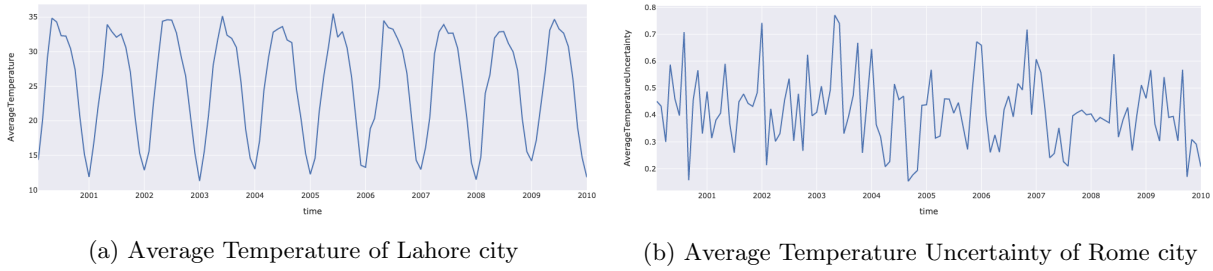 35
30
25
20
15
10
AverageTemperature
2001 2002 2003 2004 2005 2006 2007 2008 2009 2010
time
(a) Average Temperature of Lahore city
0.8
0.7
0.6
0.5
0.4
0.3
0.2
AverageTemperatureUncertainty
2001 2002 2003 2004 2005 2006 2007 2008 2009 2010
time
(b) Average Temperature Uncertainty of Rome city